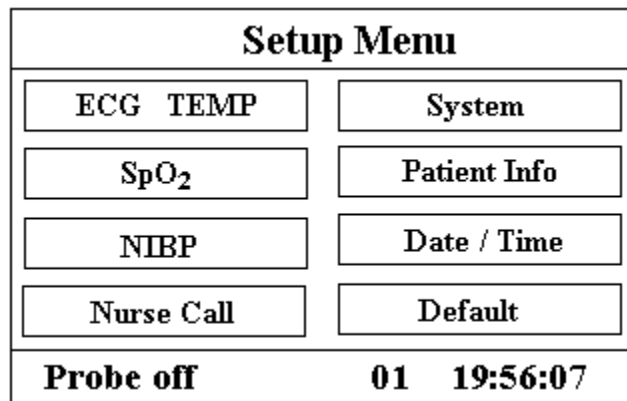 Setup Menu
ECG TEMP
System
SpO₂
Patient Info
NIBP
Date / Time
Nurse Call
Default
Probe off 01 19:56:07